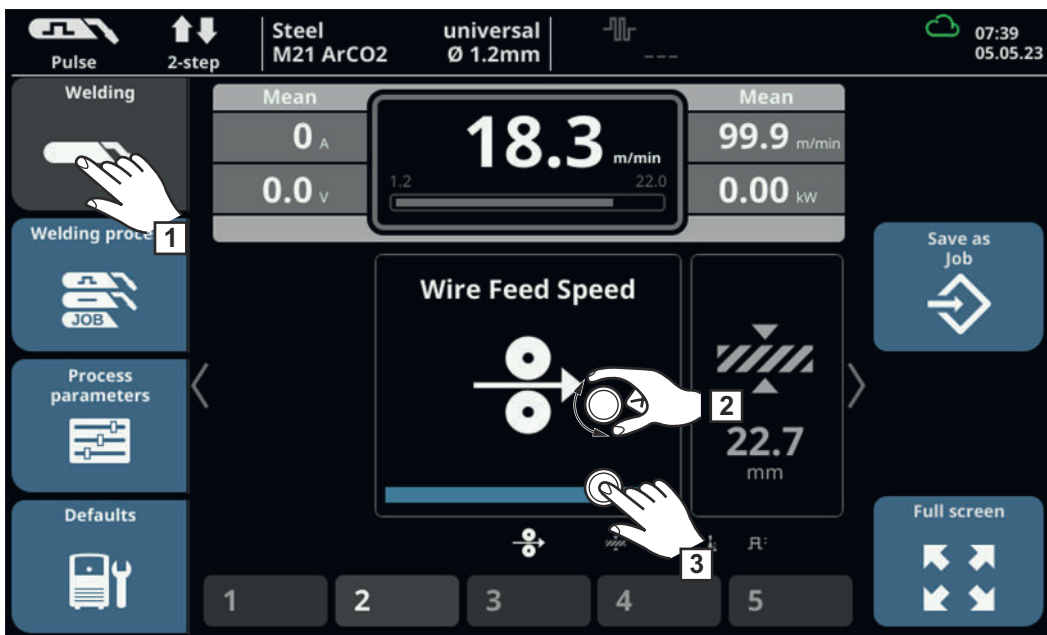 Pulse
2-step
Steel
M21 ArCO2
universal
Ø 1.2mm
---
07:39
05.05.23
Welding
1
Mean
0 A
0.0 V
18.3 m/min
1.2
22.0
Mean
99.9 m/min
0.00 kW
JOB
Process
parameters
Defaults
Wire Feed Speed
2
22.7
mm
3
Save as
Job
Full screen
1
2
3
4
5
Welding